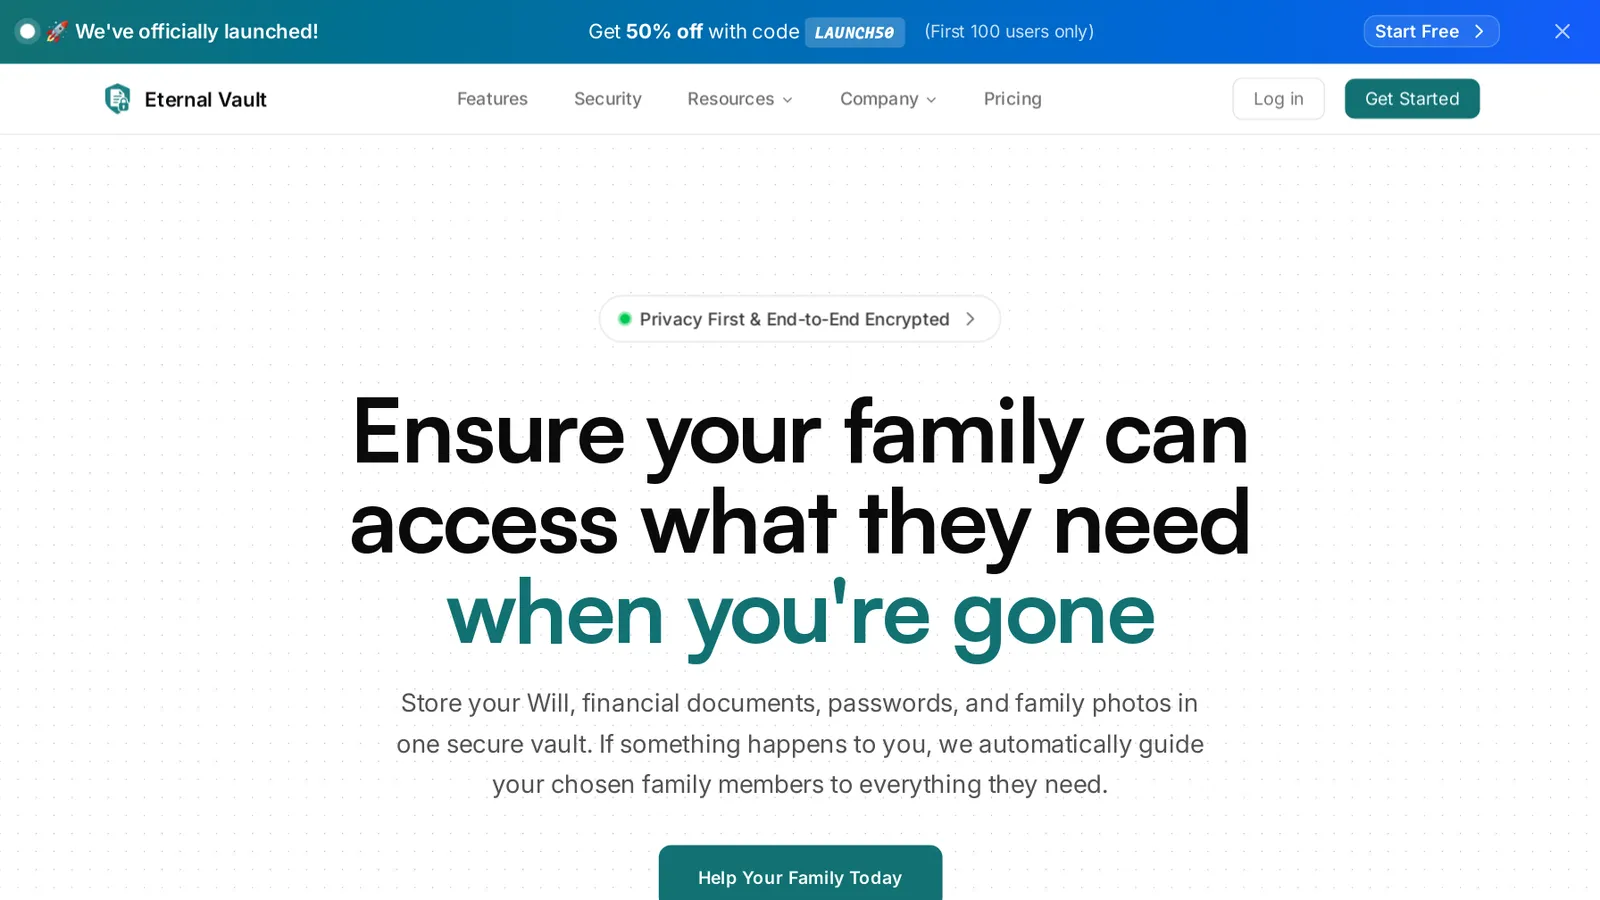 🚀 We've officially launched!
Get 50% off with code LAUNCH50 (First 100 users only)
Start Free
Eternal Vault
Features
Security
Resources
Company
Pricing
Log in
Get Started
Privacy First & End-to-End Encrypted
Ensure your family can
access what they need
when you're gone
Store your Will, financial documents, passwords, and family photos in
one secure vault. If something happens to you, we automatically guide
your chosen family members to everything they need.
Help Your Family Today